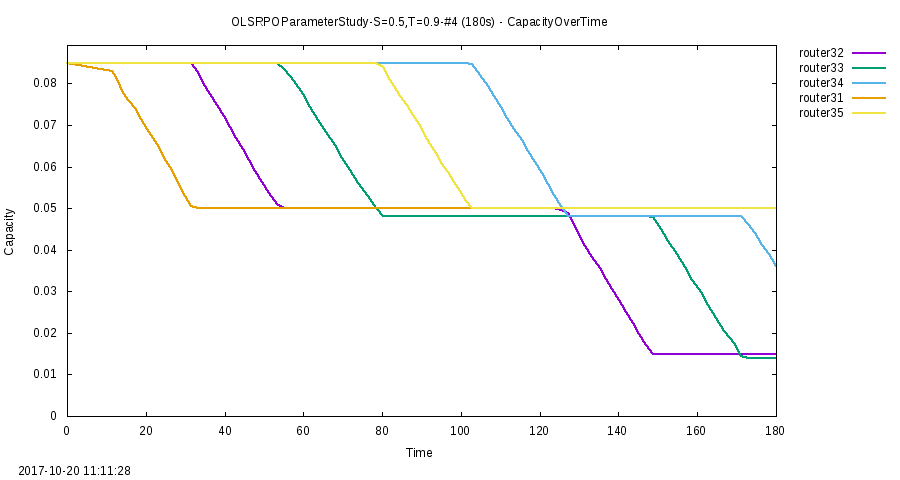 OLSRPOParameterStudy-S=0.5,T=0.9-#4 (180s) - CapacityOverTime
router32
router33
router34
router31
router35
0.08
0.07
0.06
0.05
0.04
0.03
0.02
0.01
0
Capacity
0 20 40 60 80 100 120 140 160 180
Time
2017-10-20 11:11:28